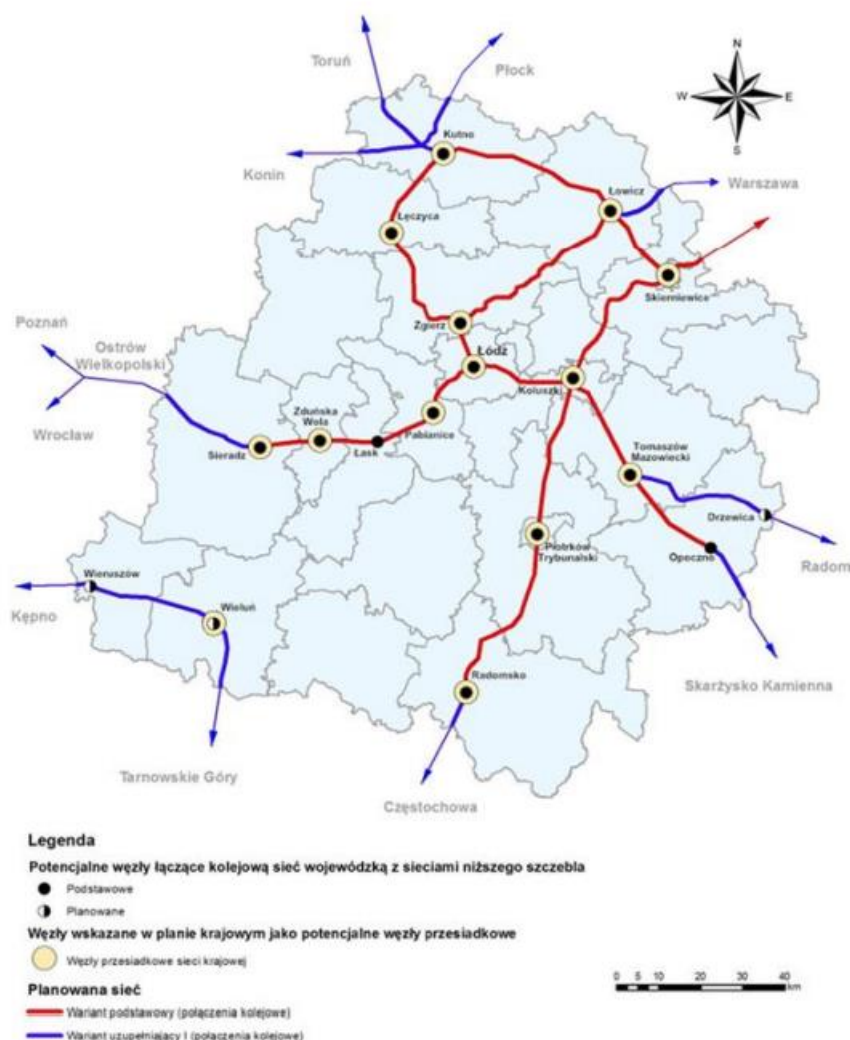 Toruń
Płock
N
W
E
S
Kutno
Konin
Łowicz
Warszawa
Łęczyca
Skierniewice
Zgierz
Poznań
Ostrów
Wielkopolski
Łódź
Koluszki
Wrocław
Zduńska
Wola
Pabianice
Sieradz
Łask
Tomaszów
Mazowiecki
Drzewica
Piotrków
Trybunalski
Opoczno
Radom
Wieruszów
Kępno
Wieluń
Radomsko
Skarżysko Kamienna
Tarnowskie Góry
Częstochowa
Legenda
Potencjalne węzły łączące kolejową sieć wojewódzką z sieciami niższego szczebla
Podstawowe
Planowane
Węzły wskazane w planie krajowym jako potencjalne węzły przesiadkowe
Węzły przesiadkowe sieci krajowej
Planowana sieć
0 5 10 20 30 40
km
Wariant podstawowy (połączenia kolejowe)
Wariant uzupełniający I (połączenia kolejowe)